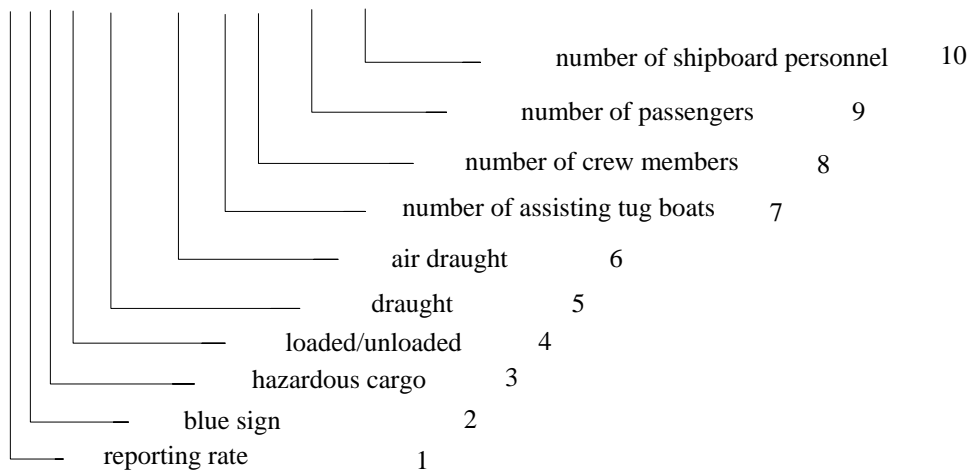 number of shipboard personnel 10
number of passengers 9
number of crew members 8
number of assisting tug boats 7
air draught 6
draught 5
loaded/unloaded 4
hazardous cargo 3
blue sign 2
reporting rate 1